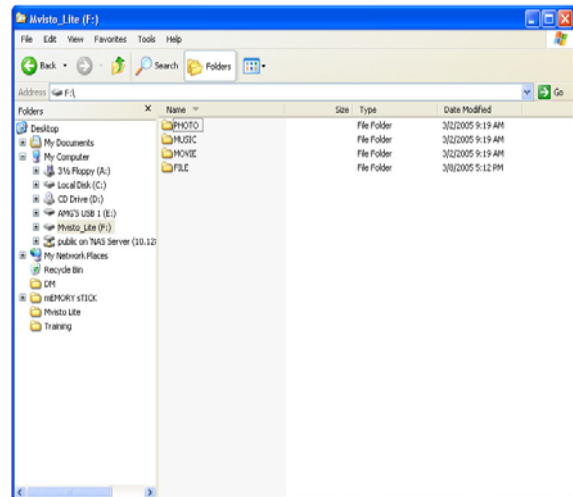 Mvisto_Lite (F:)
File Edit View Favorites Tools Help
Back Search Folders
Address F:\ Go
Folders X Name Size Type Date Modified
Desktop
My Documents
My Computer
3½ Floppy (A:)
Local Disk (C:)
CD Drive (D:)
AMG'S USB 1 (E:)
Mvisto_Lite (F:)
public on 'NAS Server (10.12
My Network Places
Recycle Bin
DM
mEMORY sTICK
Mvisto Lite
Training
PHOTO File Folder 3/2/2005 9:19 AM
MUSIC File Folder 3/2/2005 9:19 AM
MOVIE File Folder 3/2/2005 9:19 AM
FILE File Folder 3/8/2005 5:12 PM